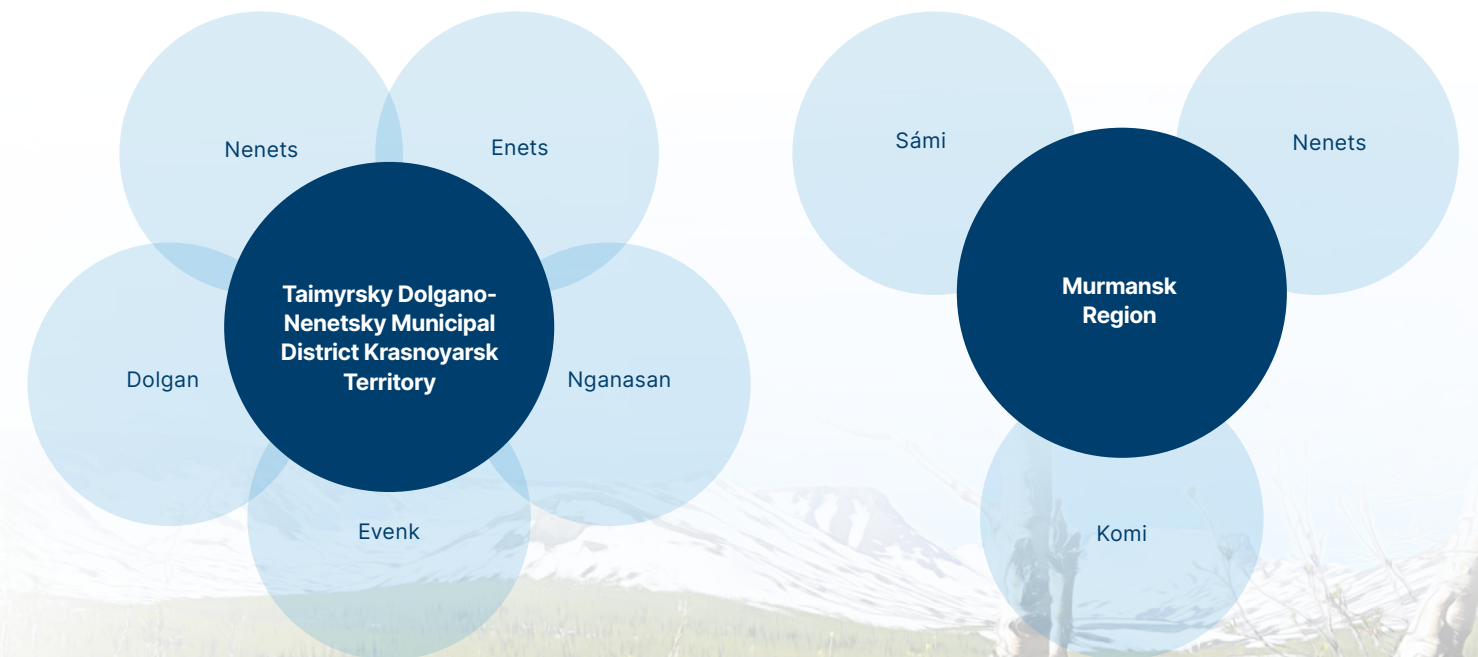 Nenets
Enets
Taimyrsky Dolgano-
Nenetsky Municipal
District Krasnoyarsk
Territory
Dolgan
Nganasan
Evenk
Sámi
Nenets
Murmansk
Region
Komi